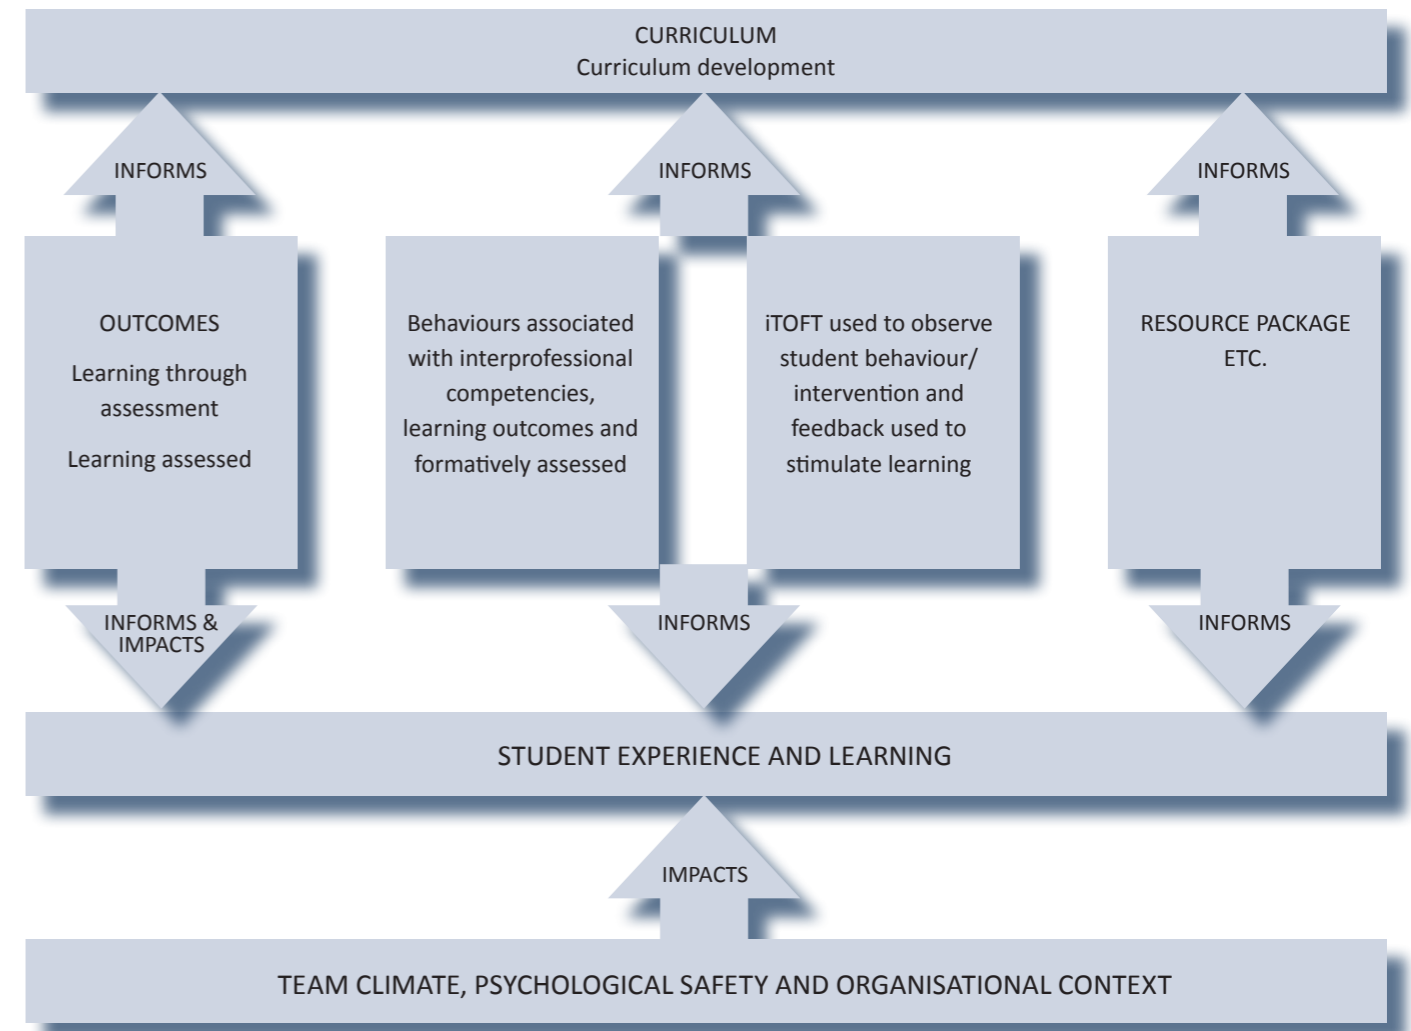 CURRICULUM
Curriculum development
INFORMS
INFORMS
INFORMS
OUTCOMES
Learning through
assessment
Learning assessed
Behaviours associated
with interprofessional
competencies,
learning outcomes and
formatively assessed
iTOFT used to observe
student behaviour/
intervention and
feedback used to
stimulate learning
RESOURCE PACKAGE
ETC.
INFORMS &
IMPACTS
INFORMS
INFORMS
STUDENT EXPERIENCE AND LEARNING
IMPACTS
TEAM CLIMATE, PSYCHOLOGICAL SAFETY AND ORGANISATIONAL CONTEXT